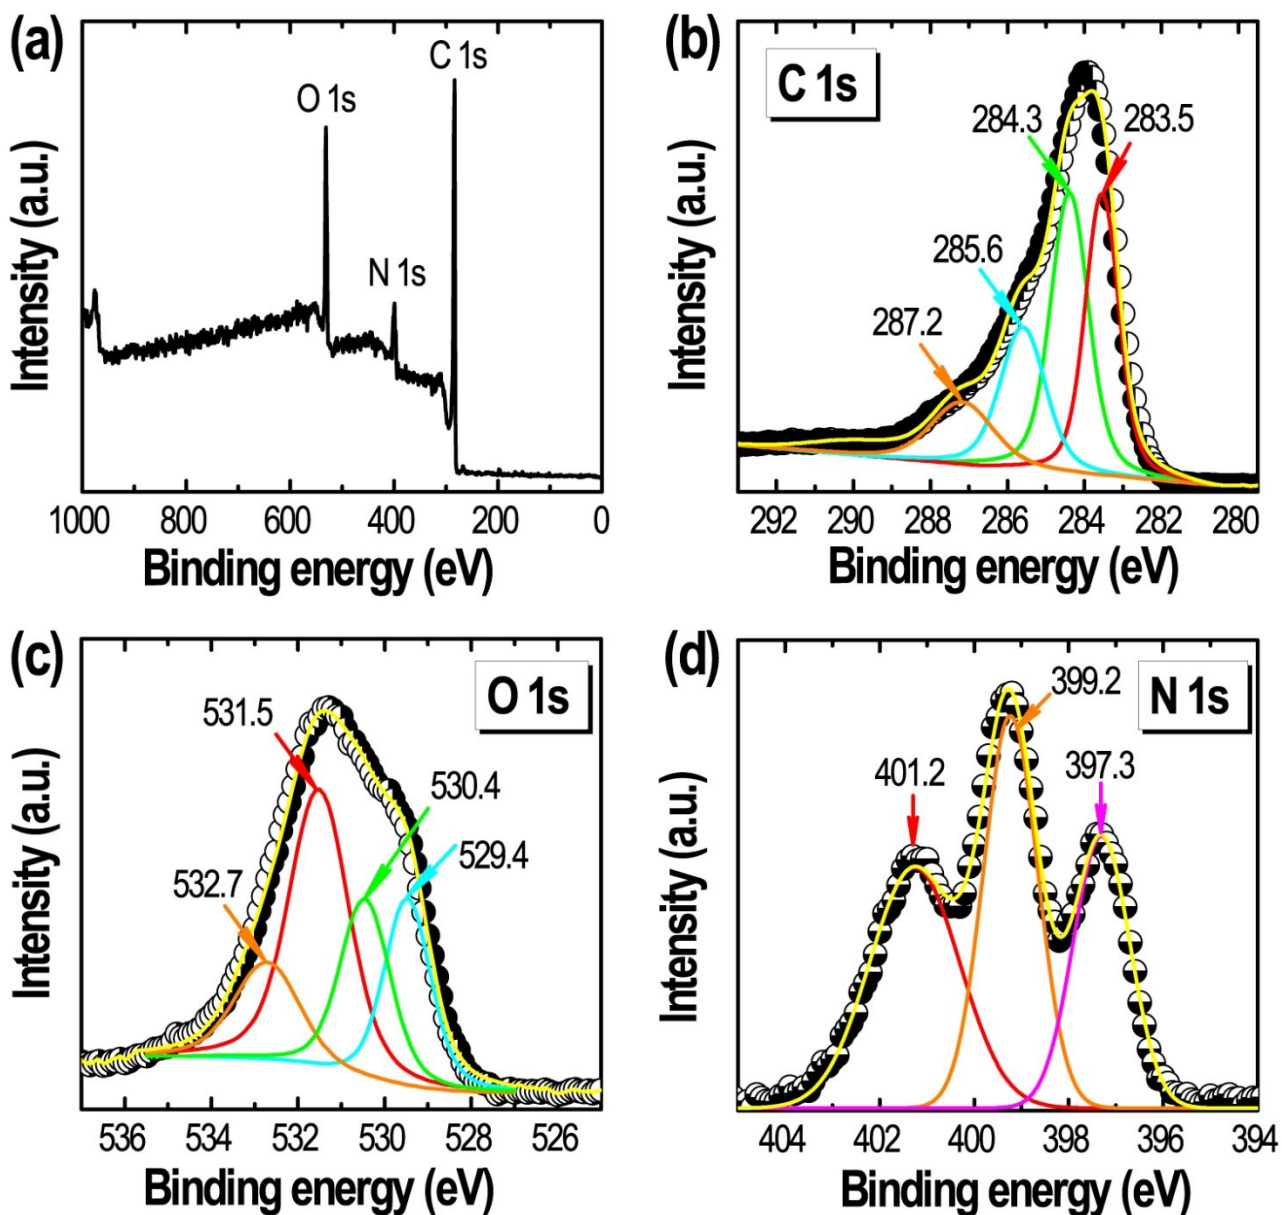 (a)
C 1s
O 1s
N 1s
Intensity (a.u.)
1000 800 600 400 200 0
Binding energy (eV)
(b)
C 1s
284.3
283.5
285.6
287.2
Intensity (a.u.)
292 290 288 286 284 282 280
Binding energy (eV)
(c)
O 1s
531.5
530.4
529.4
532.7
Intensity (a.u.)
536 534 532 530 528 526
Binding energy (eV)
(d)
N 1s
399.2
401.2
397.3
Intensity (a.u.)
404 402 400 398 396 394
Binding energy (eV)